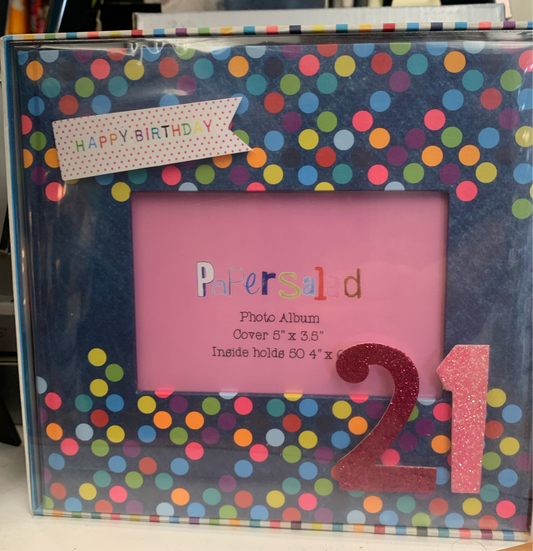 HAPPY BIRTHDAY
PaPersalad
Photo Album
Cover 5" x 3.5"
Inside holds 50 4" x
21